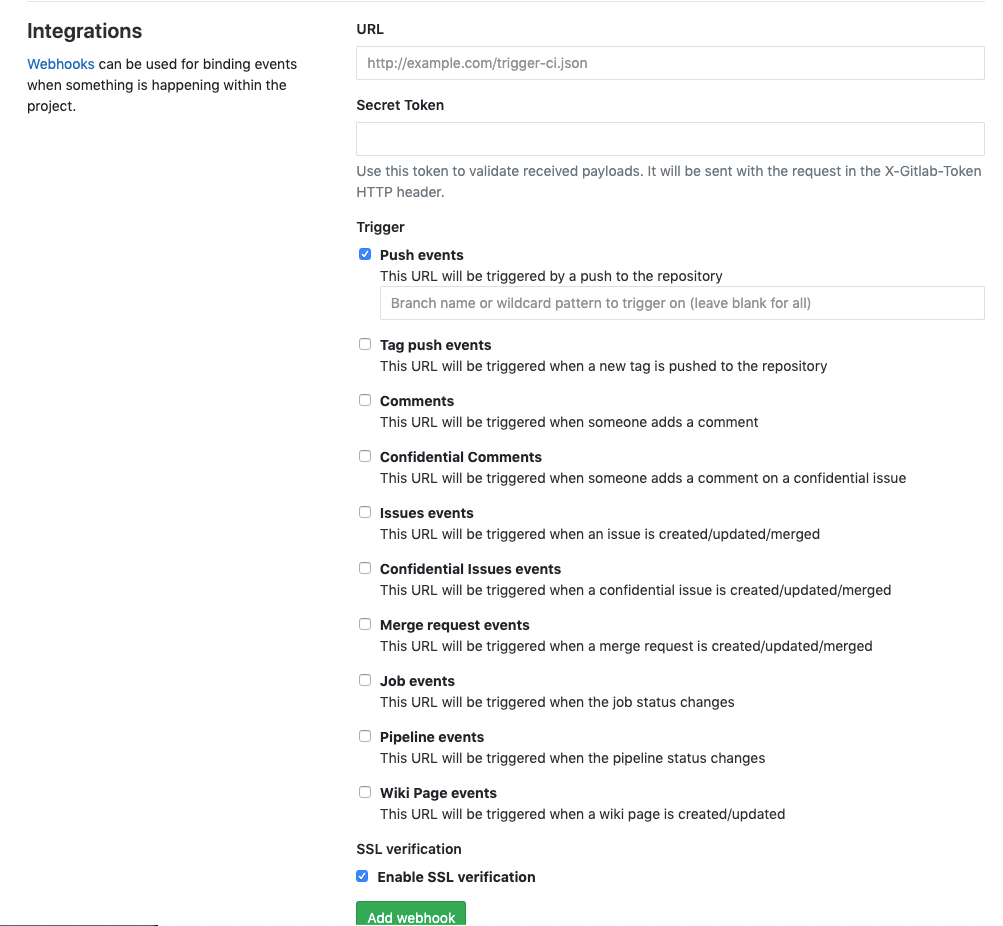 Integrations
Webhooks can be used for binding events
when something is happening within the
project.
URL
http://example.com/trigger-ci.json
Secret Token
Use this token to validate received payloads. It will be sent with the request in the X-Gitlab-Token
HTTP header.
Trigger
Push events
This URL will be triggered by a push to the repository
Branch name or wildcard pattern to trigger on (leave blank for all)
Tag push events
This URL will be triggered when a new tag is pushed to the repository
Comments
This URL will be triggered when someone adds a comment
Confidential Comments
This URL will be triggered when someone adds a comment on a confidential issue
Issues events
This URL will be triggered when an issue is created/updated/merged
Confidential Issues events
This URL will be triggered when a confidential issue is created/updated/merged
Merge request events
This URL will be triggered when a merge request is created/updated/merged
Job events
This URL will be triggered when the job status changes
Pipeline events
This URL will be triggered when the pipeline status changes
Wiki Page events
This URL will be triggered when a wiki page is created/updated
SSL verification
Enable SSL verification
Add webhook